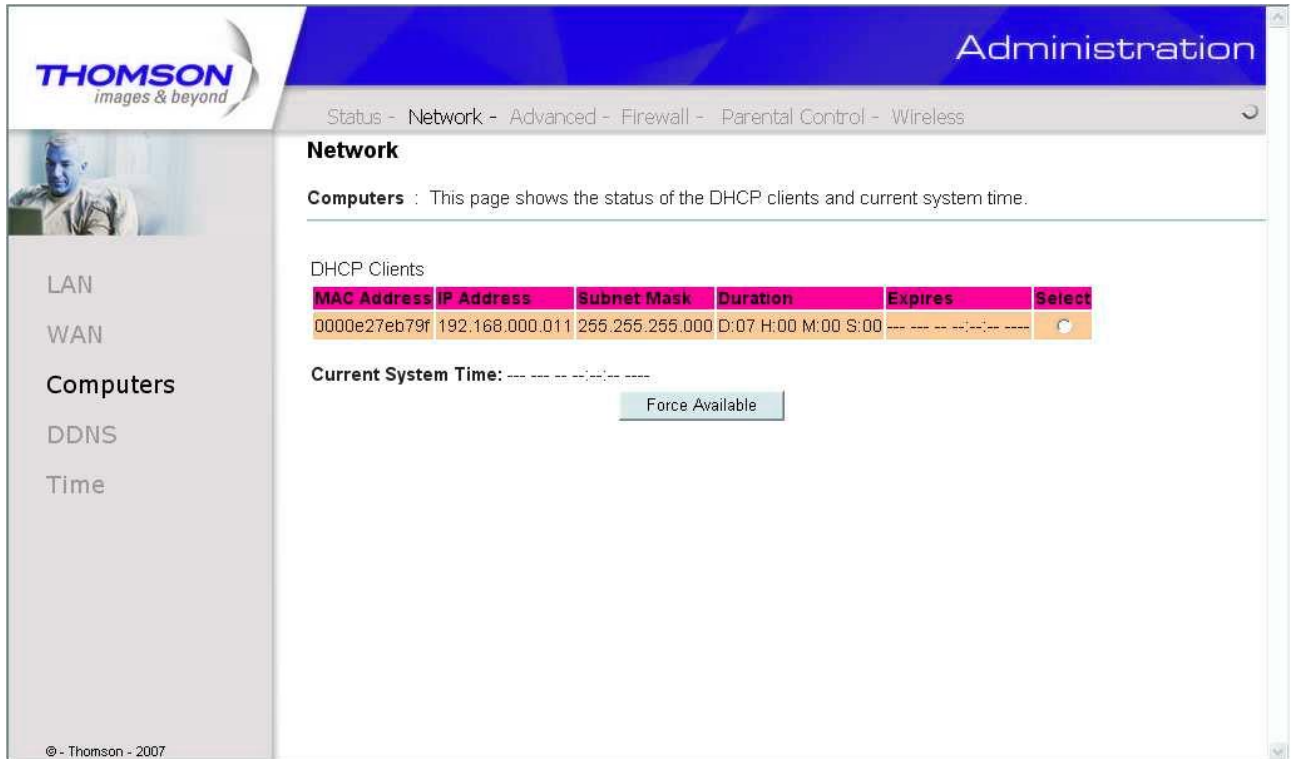 THOMSON
images & beyond
Administration
Status - Network - Advanced - Firewall - Parental Control - Wireless
Network
Computers : This page shows the status of the DHCP clients and current system time.
LAN
WAN
Computers
DDNS
Time
DHCP Clients
MAC Address IP Address Subnet Mask Duration Expires Select
0000e27eb79f 192.168.000.011 255.255.255.000 D:07 H:00 M:00 S:00 --- --- -- --:--:-- ----
Current System Time: --- --- -- --:--:-- ----
Force Available
© - Thomson - 2007